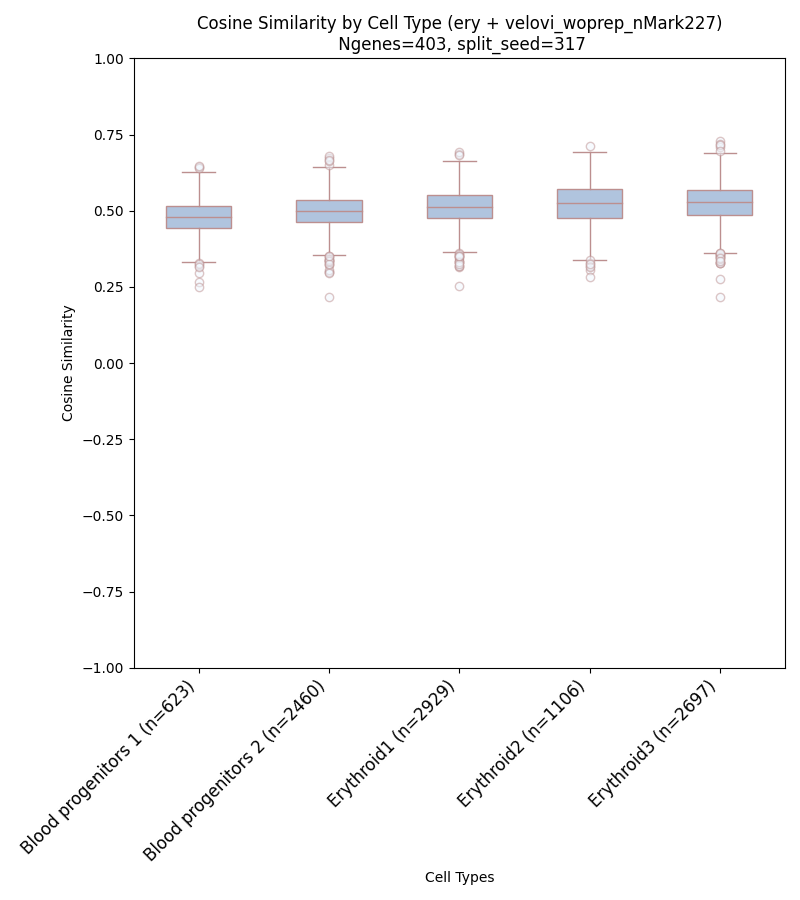 Cosine Similarity by Cell Type (ery + velovi_woprep_nMark227)
Ngenes=403, split_seed=317
1.00
0.75
0.50
0.25
0.00
−0.25
−0.50
−0.75
−1.00
Cosine Similarity
Blood progenitors 1 (n=623)
Blood progenitors 2 (n=2460)
Erythroid1 (n=2929)
Erythroid2 (n=1106)
Erythroid3 (n=2697)
Cell Types